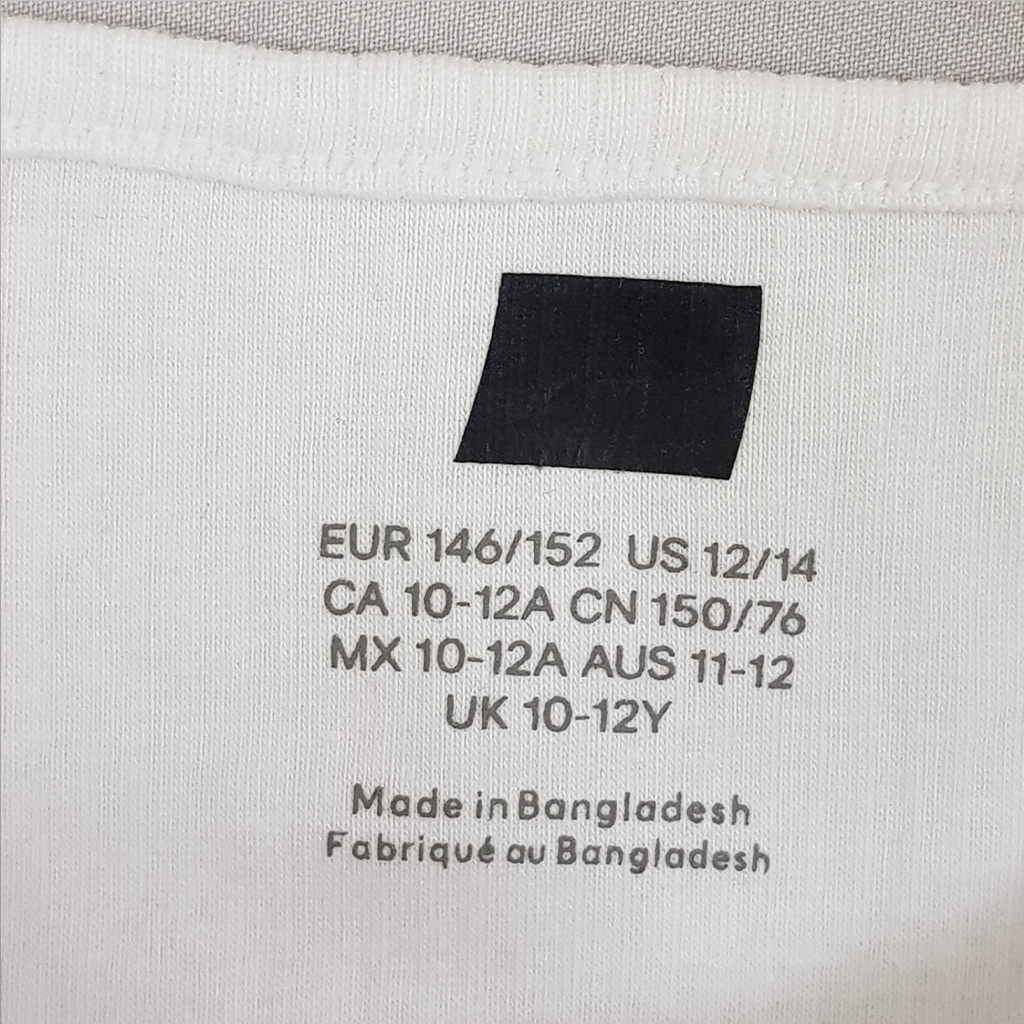 EUR 146/152 US 12/14
CA 10-12A CN 150/76
MX 10-12A AUS 11-12
UK 10-12Y
Made in Bangladesh
Fabriqué au Bangladesh